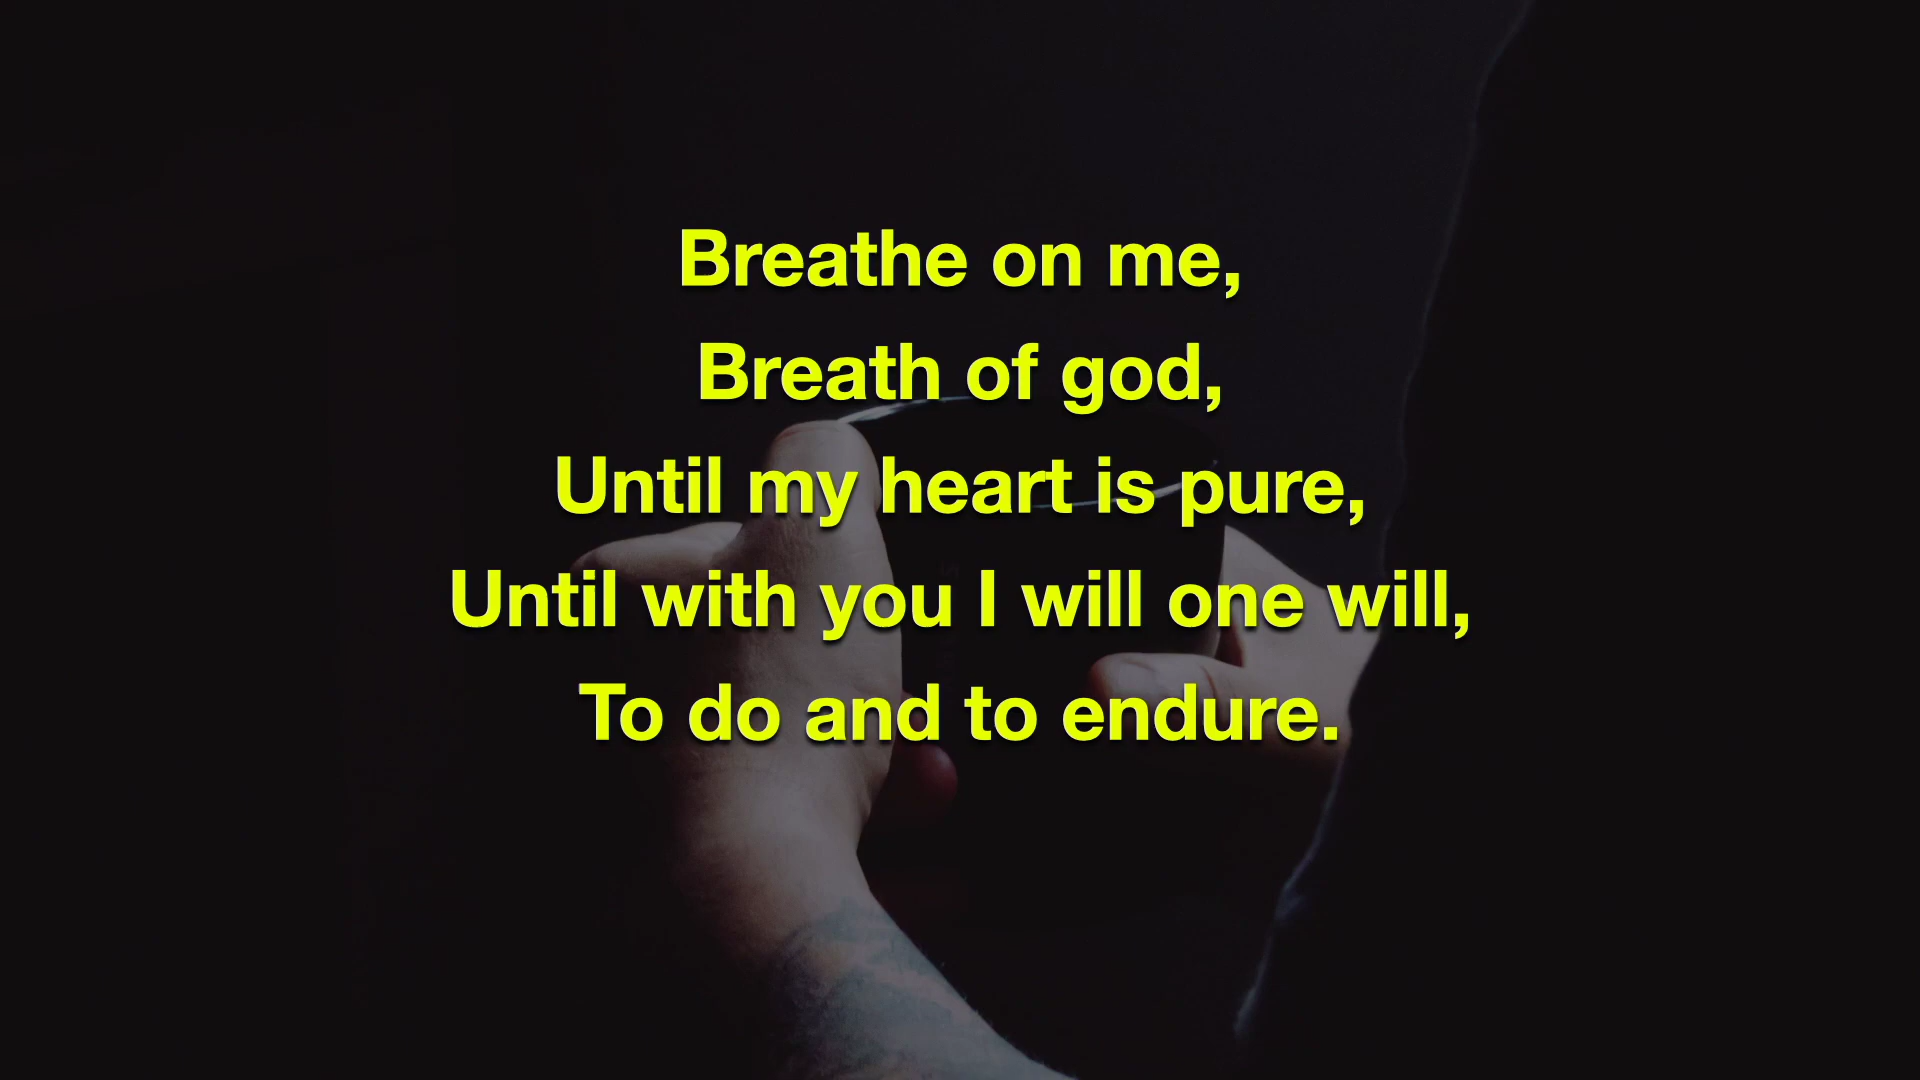 Breathe on me,
Breath of god,
Until my heart is pure,
Until with you I will one will,
To do and to endure.